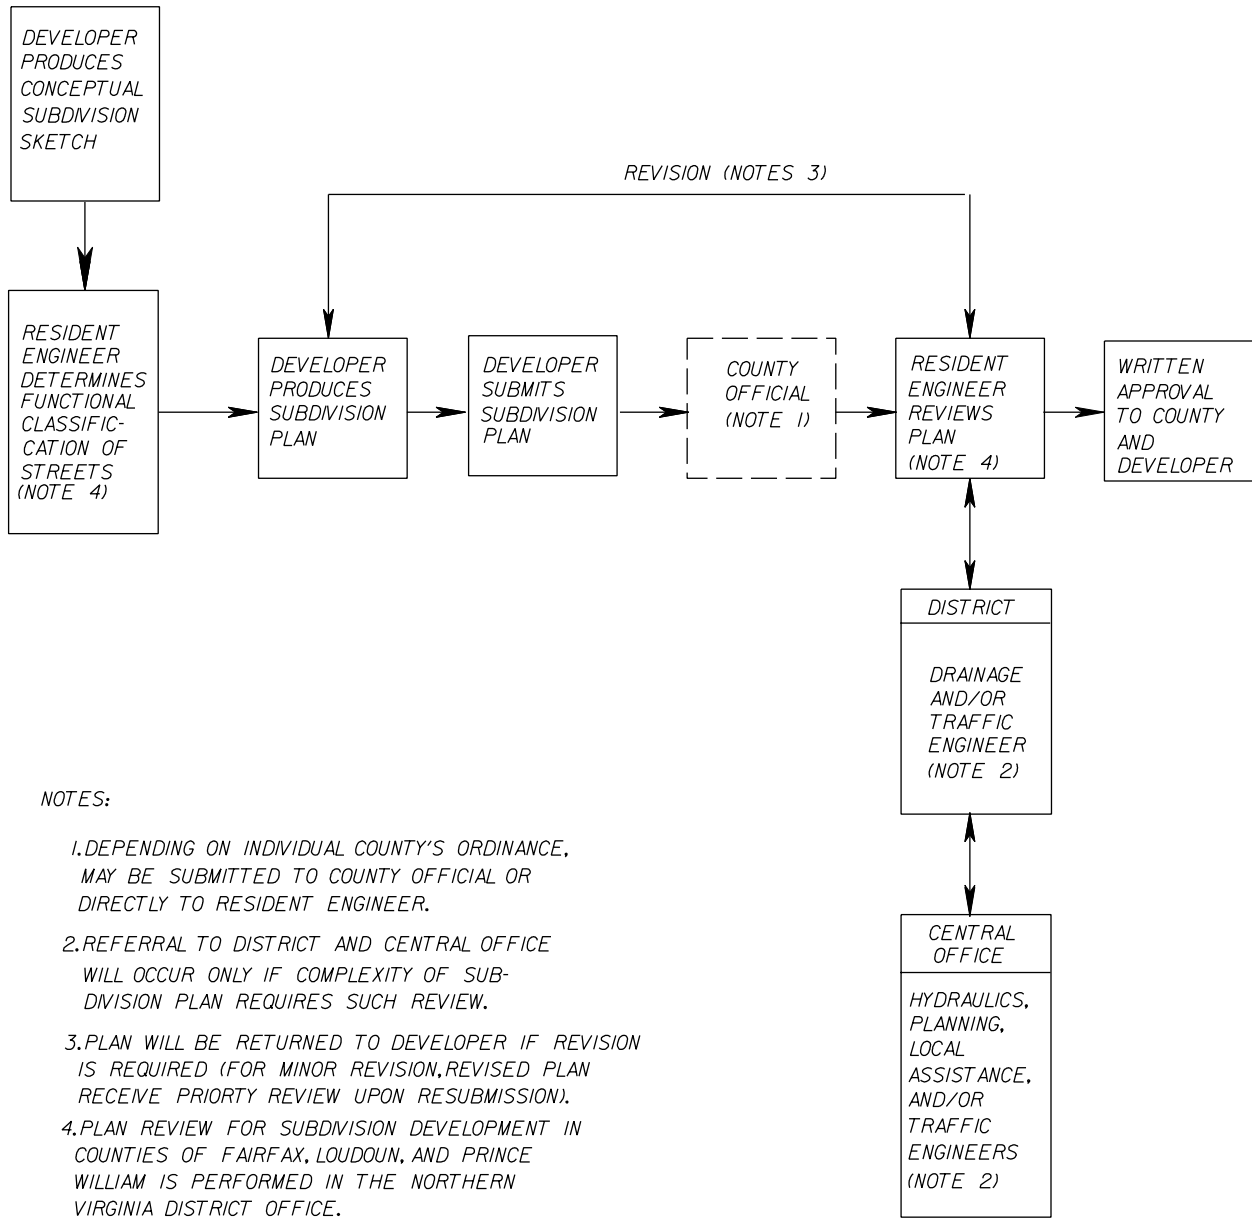 DEVELOPER
PRODUCES
CONCEPTUAL
SUBDIVISION
SKETCH
REVISION (NOTES 3)
RESIDENT
ENGINEER
DETERMINES
FUNCTIONAL
CLASSIFIC-
CATION OF
STREETS
(NOTE 4)
DEVELOPER
PRODUCES
SUBDIVISION
PLAN
DEVELOPER
SUBMITS
SUBDIVISION
PLAN
COUNTY
OFFICIAL
(NOTE 1)
RESIDENT
ENGINEER
REVIEWS
PLAN
(NOTE 4)
WRITTEN
APPROVAL
TO COUNTY
AND
DEVELOPER
DISTRICT
DRAINAGE
AND/OR
TRAFFIC
ENGINEER
(NOTE 2)
CENTRAL
OFFICE
HYDRAULICS,
PLANNING,
LOCAL
ASSISTANCE,
AND/OR
TRAFFIC
ENGINEERS
(NOTE 2)
NOTES:
1. DEPENDING ON INDIVIDUAL COUNTY'S ORDINANCE,
MAY BE SUBMITTED TO COUNTY OFFICIAL OR
DIRECTLY TO RESIDENT ENGINEER.
2. REFERRAL TO DISTRICT AND CENTRAL OFFICE
WILL OCCUR ONLY IF COMPLEXITY OF SUB-
DIVISION PLAN REQUIRES SUCH REVIEW.
3. PLAN WILL BE RETURNED TO DEVELOPER IF REVISION
IS REQUIRED (FOR MINOR REVISION, REVISED PLAN
RECEIVE PRIORTY REVIEW UPON RESUBMISSION).
4. PLAN REVIEW FOR SUBDIVISION DEVELOPMENT IN
COUNTIES OF FAIRFAX, LOUDOUN, AND PRINCE
WILLIAM IS PERFORMED IN THE NORTHERN
VIRGINIA DISTRICT OFFICE.